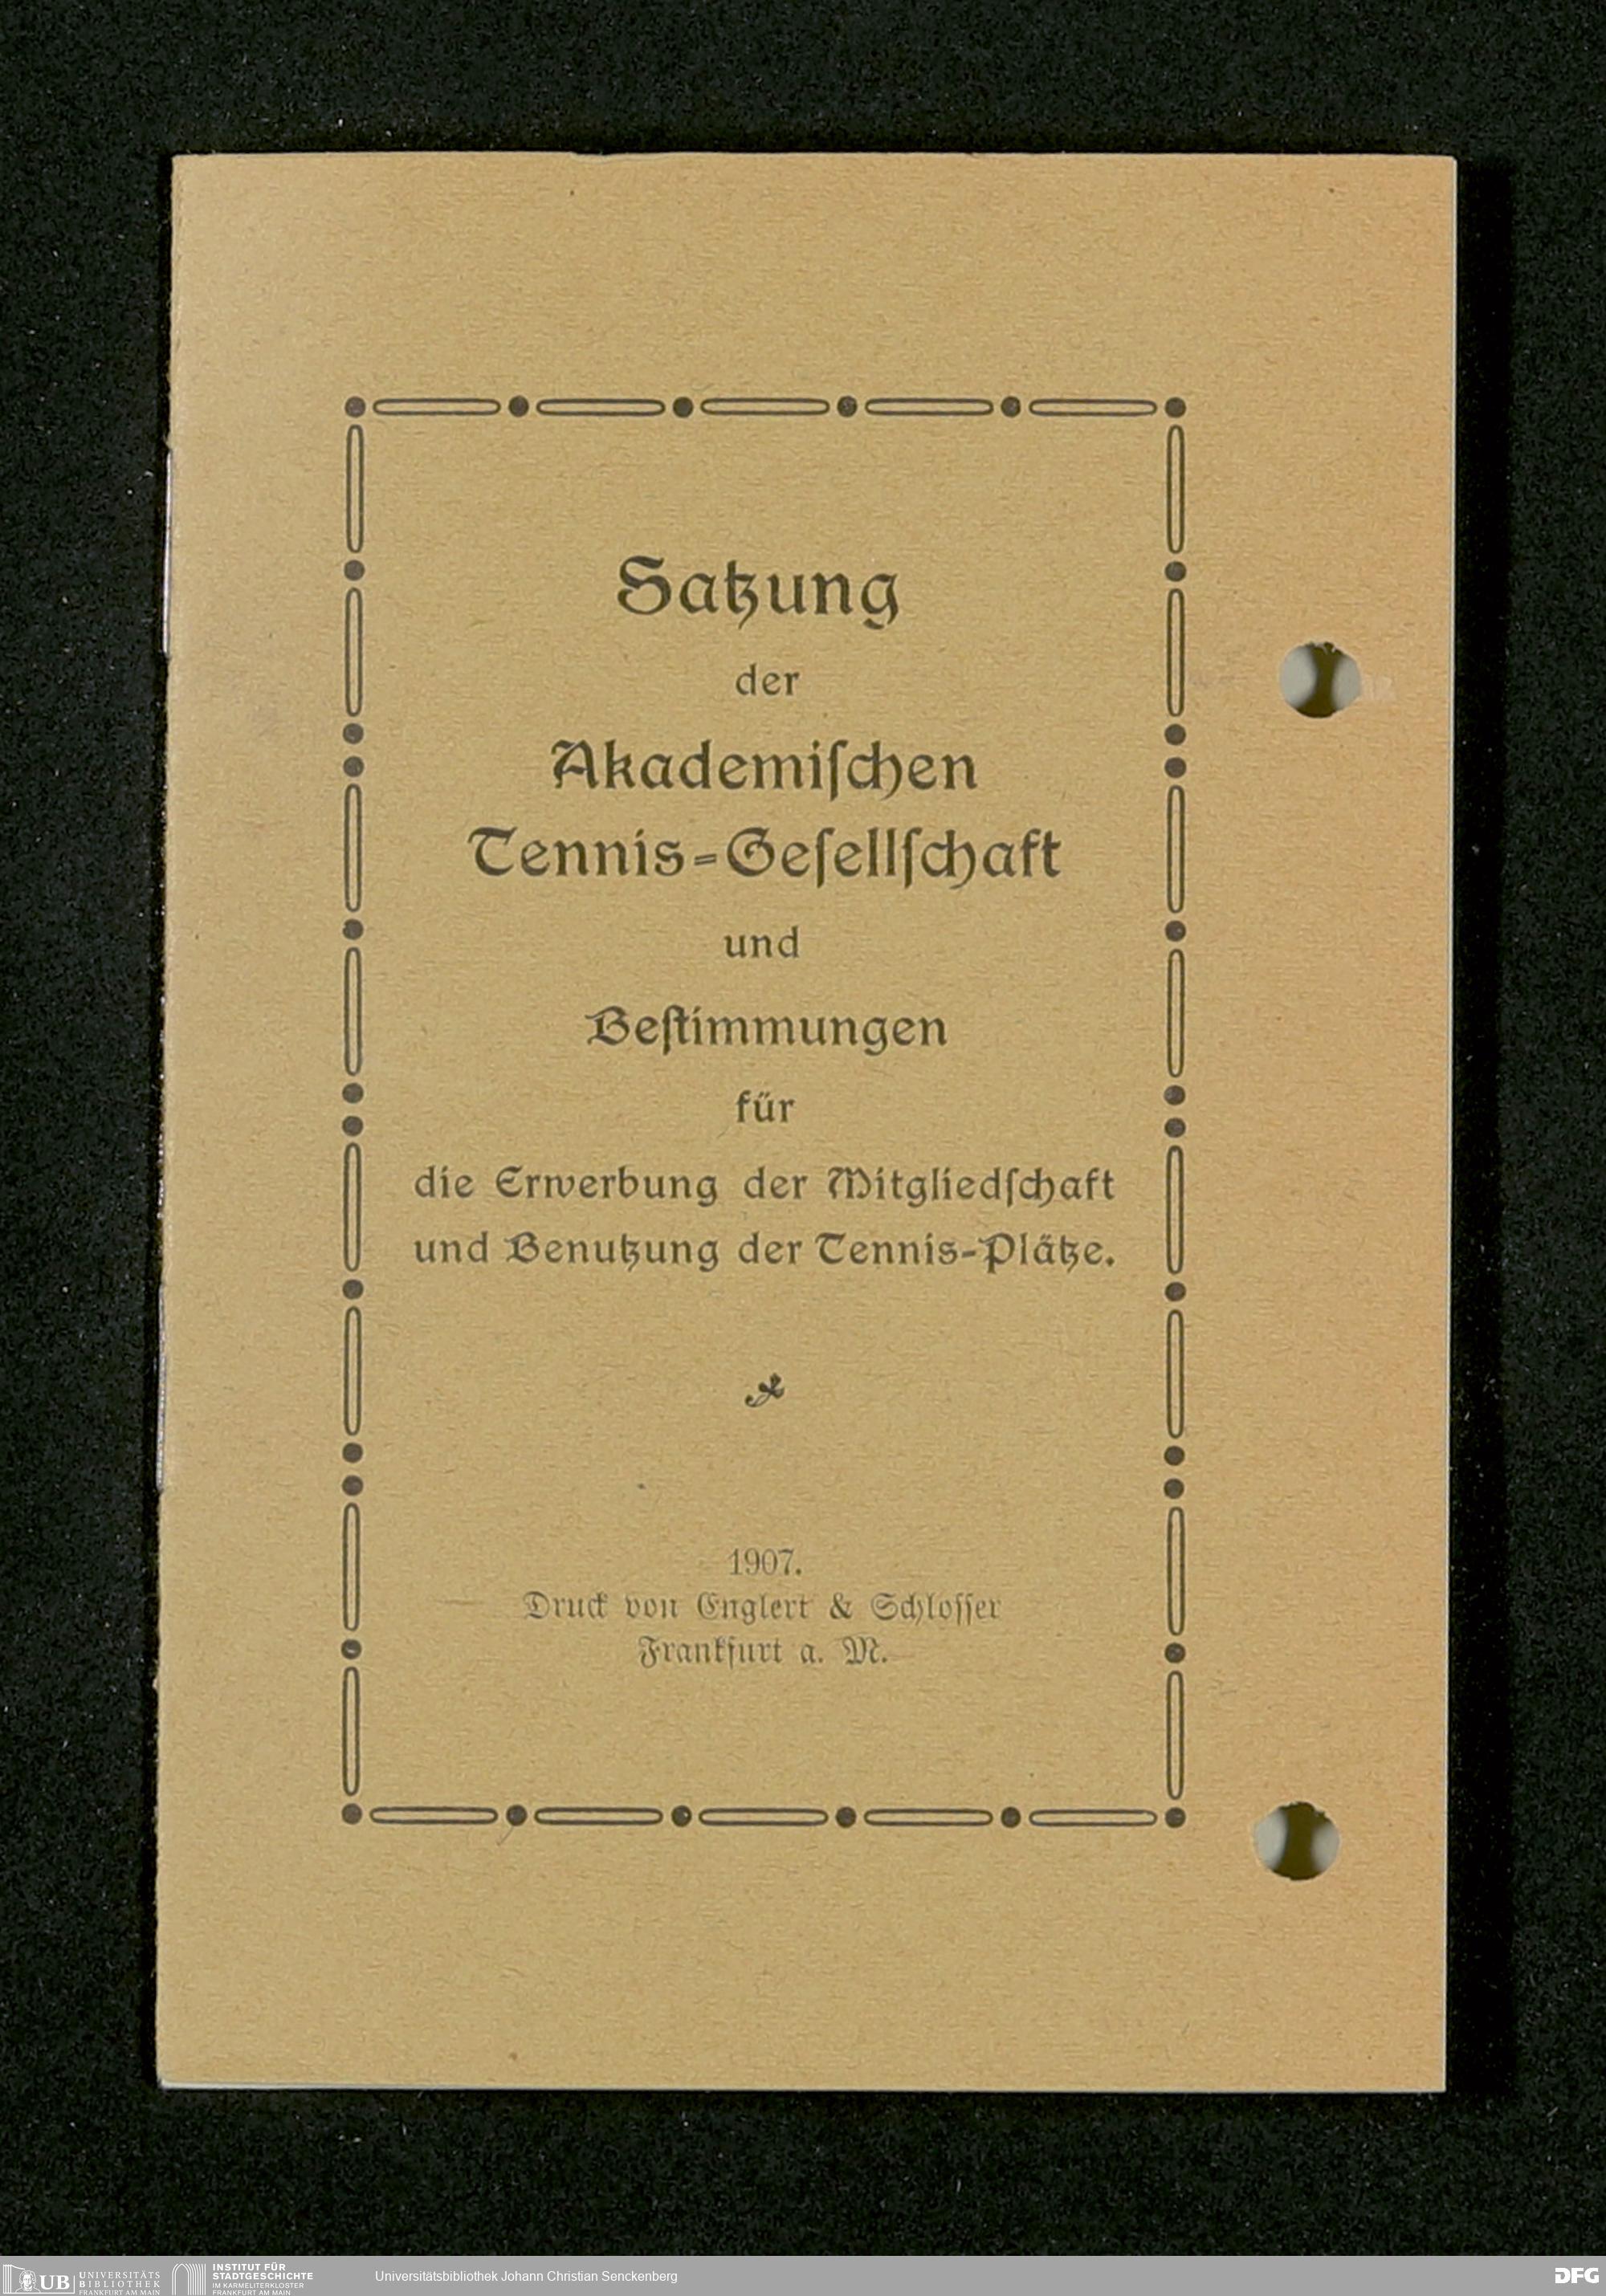 Satzung
der
Akademiſchen
Tennis-Geſellſchaft
und
Beſtimmungen
für
die Erwerbung der Mitgliedſchaft
und Benutzung der Tennis-Plätze.
1907.
Druck von Englert & Schloſſer
Frankfurt a. M.
UB UNIVERSITÄTS
BIBLIOTHEK
FRANKFURT AM MAIN
INSTITUT FÜR
STADTGESCHICHTE
IM KARMELITERKLOSTER
FRANKFURT AM MAIN
Universitätsbibliothek Johann Christian Senckenberg
DFG